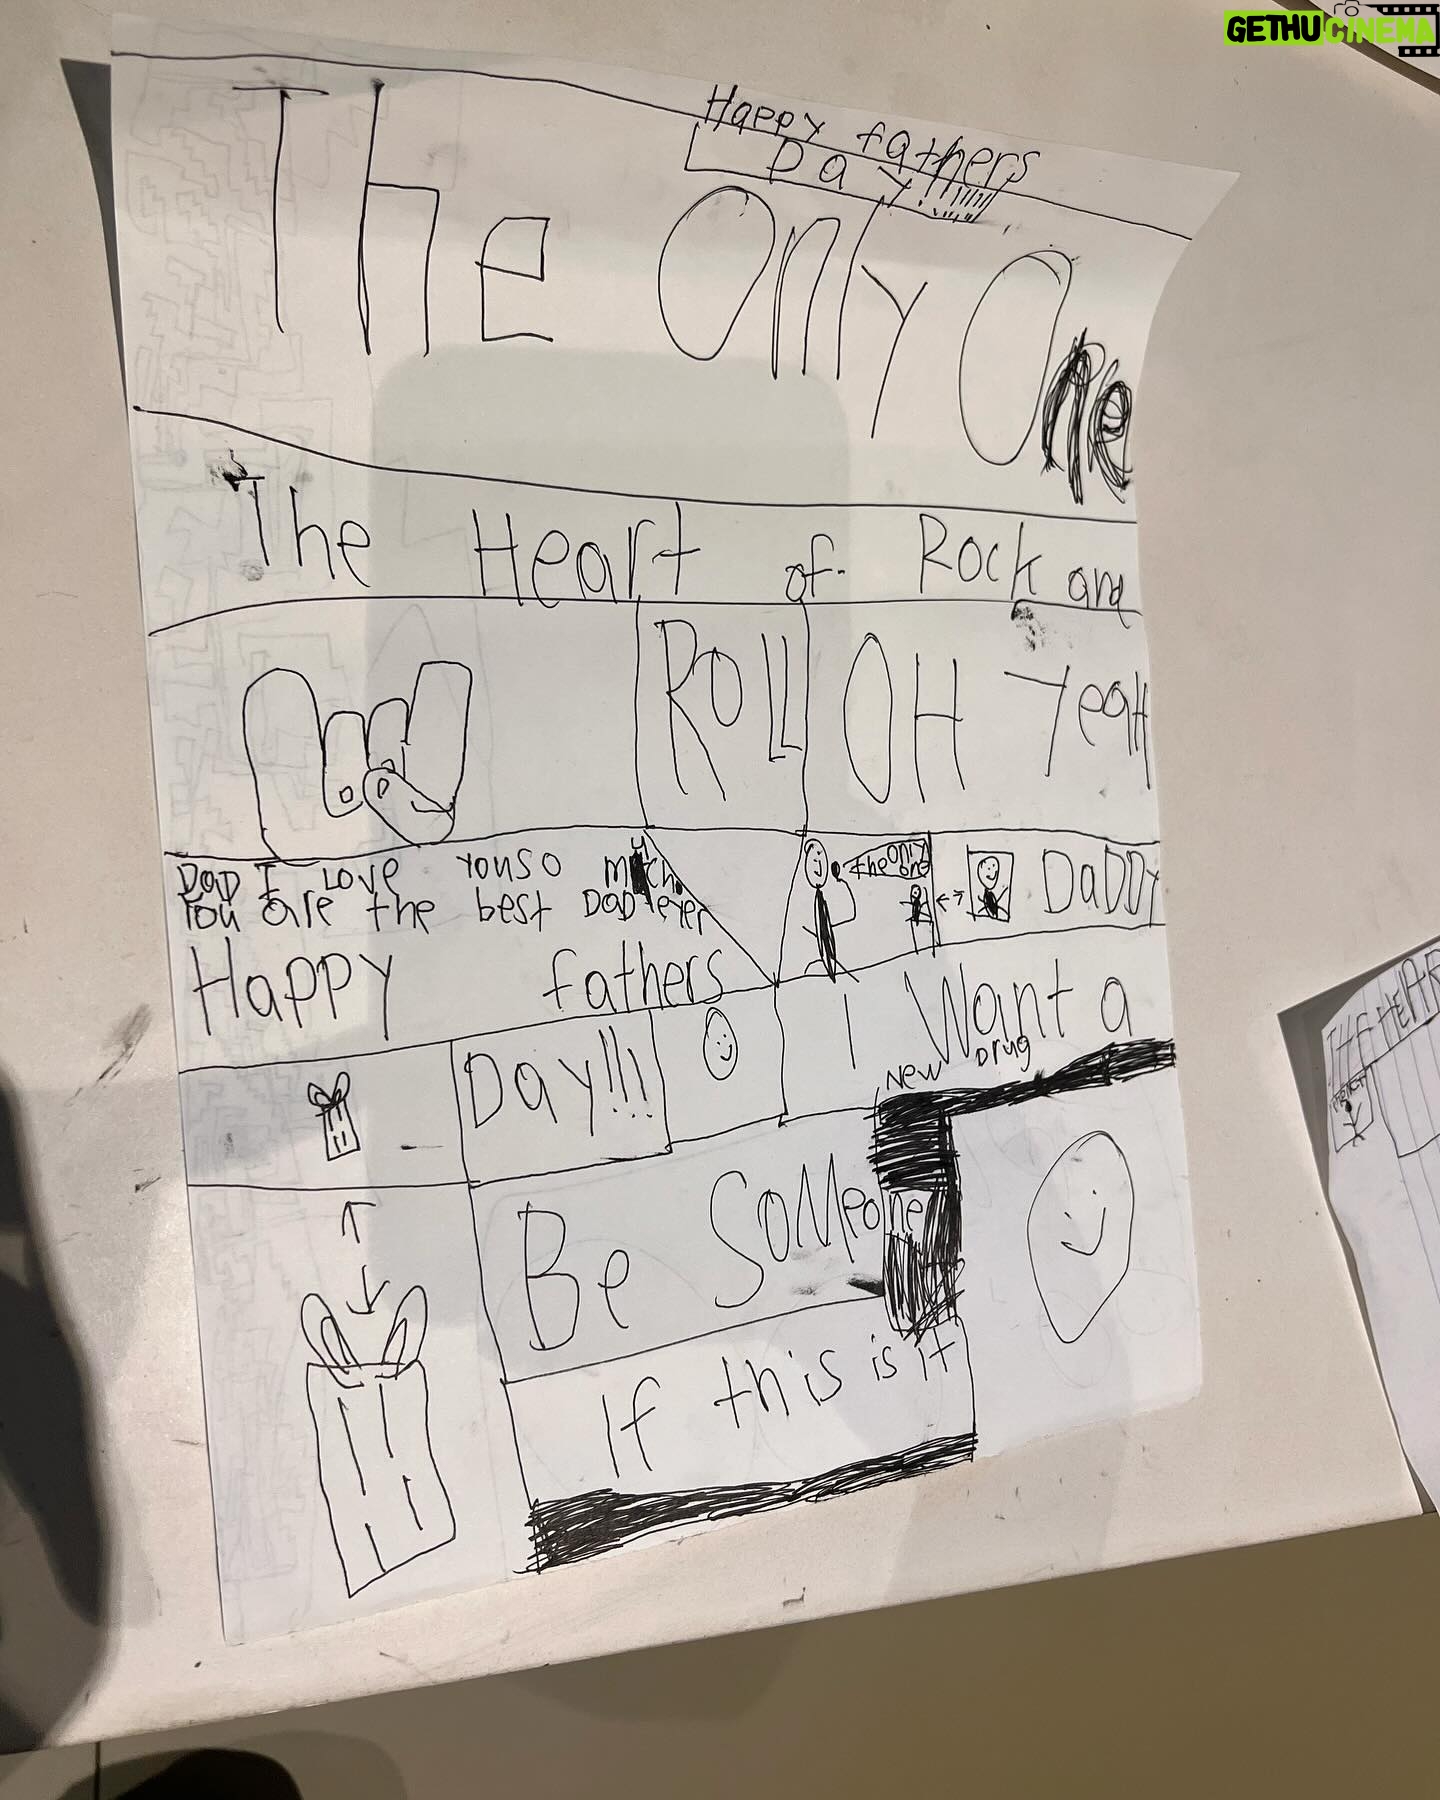 GETHU CINEMA
Happy fathers
Day!!!!!!!
The Only One
The Heart of Rock and
ROLL OH YeaH
DaD I Love You so much.
You are the best DaD ever
the only one
DaDDy
Happy fathers
Day!!!
I Want a
New Drug
Be Someone
If this is it
THE HEAR